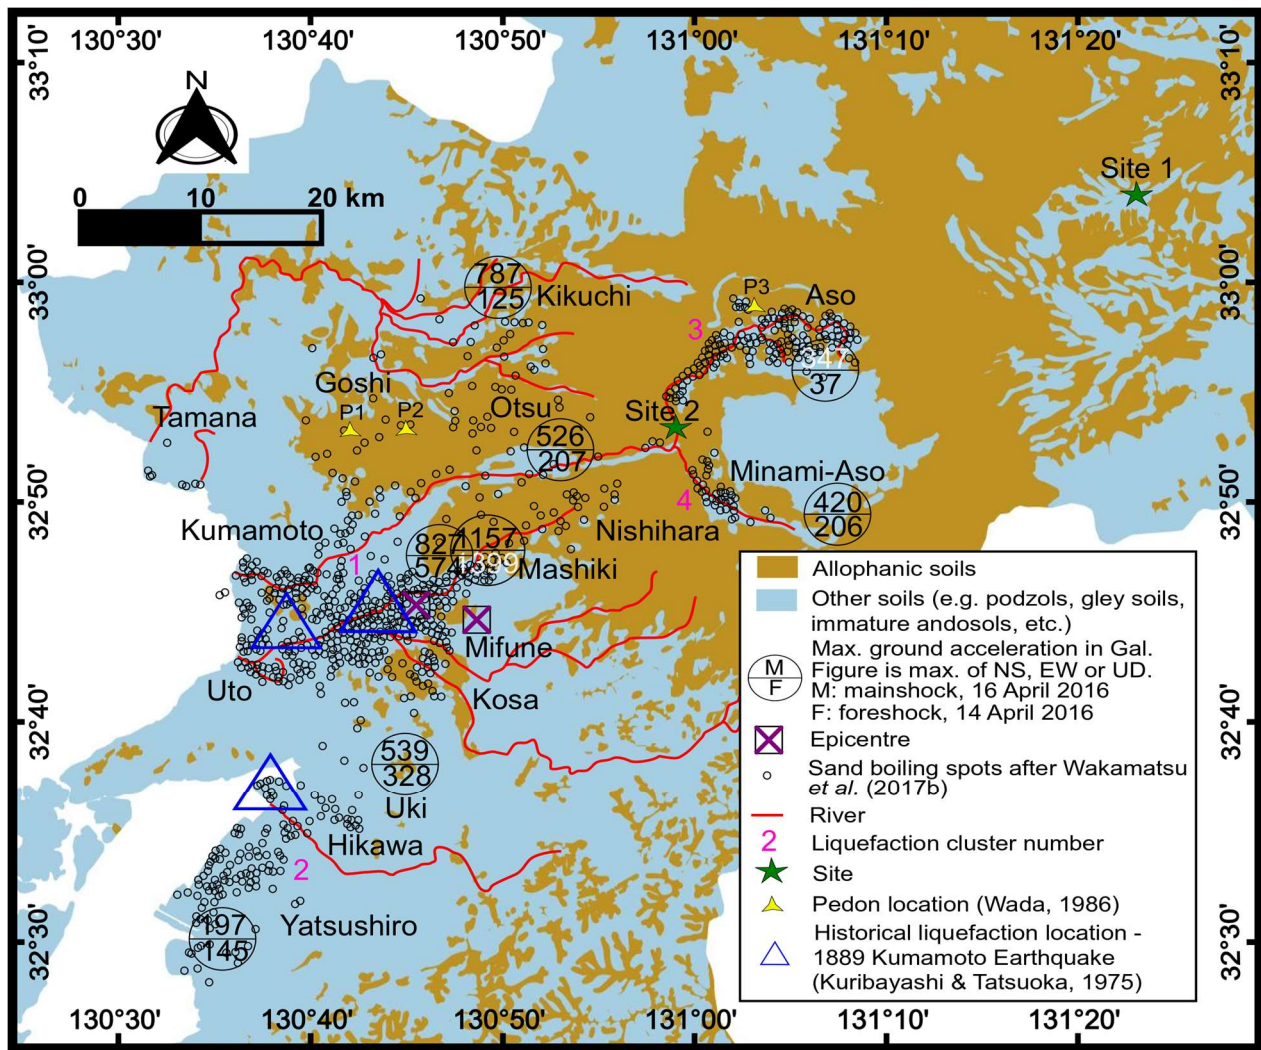 130°30' 130°40' 130°50' 131°00' 131°10' 131°20'
33°10'
33°10'
N
0 10 20 km
Site 1
33°00'
33°00'
787
125
Kikuchi
P3
Aso
3
347
37
Goshi
P1
P2
Otsu
Site 2
Tamana
526
207
Minami-Aso
4
420
206
32°50'
32°50'
Kumamoto
1
827
574
1157
1399
Nishihara
Mashiki
Mifune
Uto
Kosa
32°40'
32°40'
539
328
Uki
Hikawa
2
Yatsushiro
197
145
32°30'
32°30'
Allophanic soils
Other soils (e.g. podzols, gley soils,
immature andosols, etc.)
Max. ground acceleration in Gal.
M
F
Figure is max. of NS, EW or UD.
M: mainshock, 16 April 2016
F: foreshock, 14 April 2016
Epicentre
Sand boiling spots after Wakamatsu
et al. (2017b)
River
2 Liquefaction cluster number
Site
Pedon location (Wada, 1986)
Historical liquefaction location -
1889 Kumamoto Earthquake
(Kuribayashi & Tatsuoka, 1975)
130°30' 130°40' 130°50' 131°00' 131°10' 131°20'